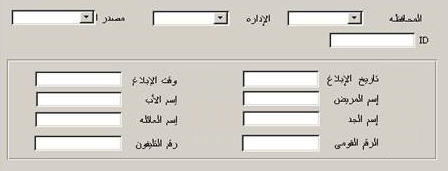 المحافظه الإداره مصدر ا
ID
تاريخ الإبلاغ وقت الإبلاغ
إسم المريض إسم الأب
إسم الجد إسم العائله
الرقم القومى رقم التليفون